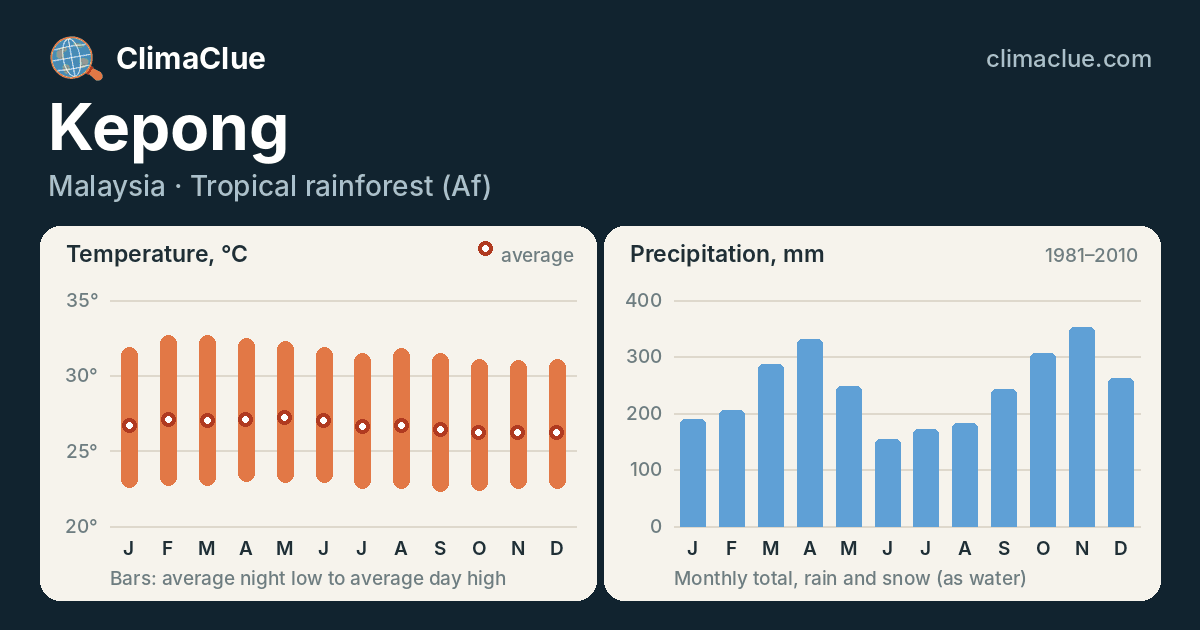 ClimaClue
climaclue.com
Kepong
Malaysia · Tropical rainforest (Af)
Temperature, °C
average
35°
30°
25°
20°
J F M A M J J A S O N D
Bars: average night low to average day high
Precipitation, mm
1981–2010
400
300
200
100
0
J F M A M J J A S O N D
Monthly total, rain and snow (as water)